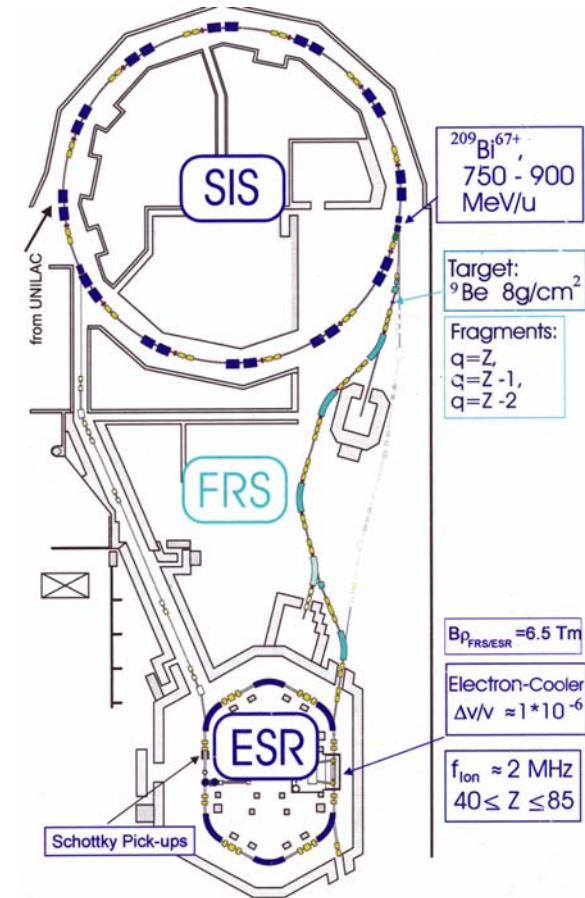 SIS
from UNILAC
²⁰⁹Bi⁶⁷⁺,
750 - 900
MeV/u
Target:
⁹Be 8g/cm²
Fragments:
q=Z,
q=Z -1,
q=Z -2
FRS
Bρ_FRS/ESR =6.5 Tm
Electron-Cooler
Δv/v ≈1*10⁻⁶
ESR
f_Ion ≈ 2 MHz
40≤ Z ≤85
Schottky Pick-ups